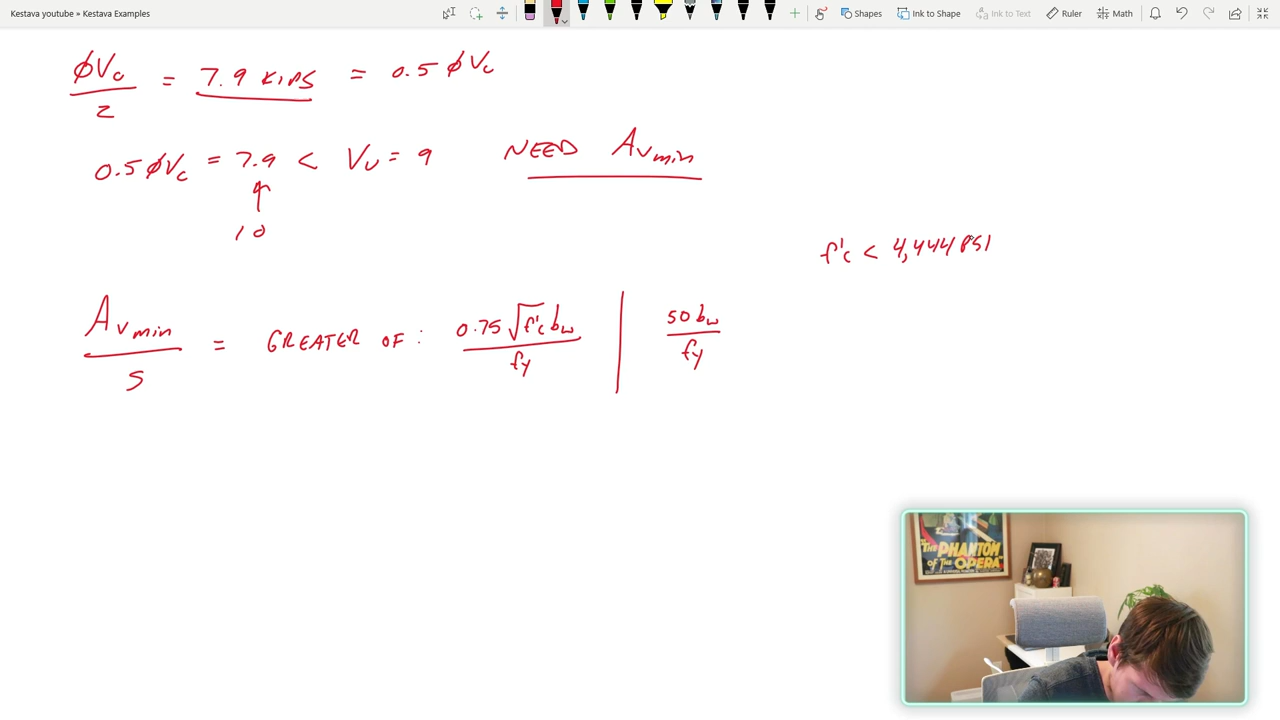 Kestava youtube » Kestava Examples
Shapes Ink to Shape Ink to Text Ruler Math
ϕVc/2 = 7.9 KIPS = 0.5 ϕVc
0.5 ϕVc = 7.9 < Vu = 9 NEED Av min
↑
10
f'c < 4,444 PSI
Av min/S = GREATER OF: 0.75 √f'c bw/fy | 50 bw/fy
"THE PHANTOM
OF THE OPERA"